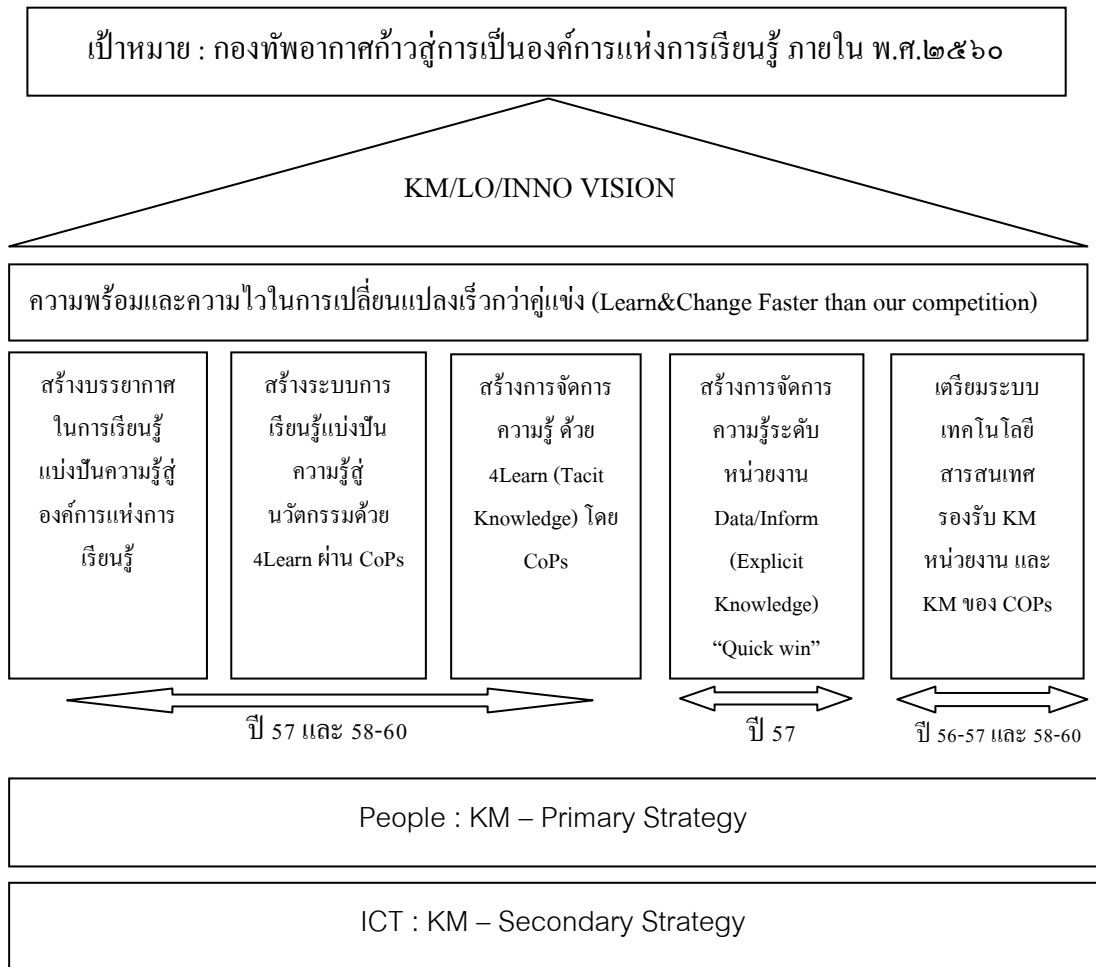 เป้าหมาย : กองทัพอากาศก้าวสู่การเป็นองค์การแห่งการเรียนรู้ ภายใน พ.ศ.๒๕๖๐
KM/LO/INNO VISION
ความพร้อมและความไวในการเปลี่ยนแปลงเร็วกว่าคู่แข่ง (Learn&Change Faster than our competition)
สร้างบรรยากาศ
ในการเรียนรู้
แบ่งปันความรู้สู่
องค์การแห่งการ
เรียนรู้
สร้างระบบการ
เรียนรู้แบ่งปัน
ความรู้สู่
นวัตกรรมด้วย
4Learn ผ่าน CoPs
สร้างการจัดการ
ความรู้ ด้วย
4Learn (Tacit
Knowledge) โดย
CoPs
สร้างการจัดการ
ความรู้ระดับ
หน่วยงาน
Data/Inform
(Explicit
Knowledge)
“Quick win”
เตรียมระบบ
เทคโนโลยี
สารสนเทศ
รองรับ KM
หน่วยงาน และ
KM ของ COPs
ปี 57 และ 58-60
ปี 57
ปี 56-57 และ 58-60
People : KM – Primary Strategy
ICT : KM – Secondary Strategy